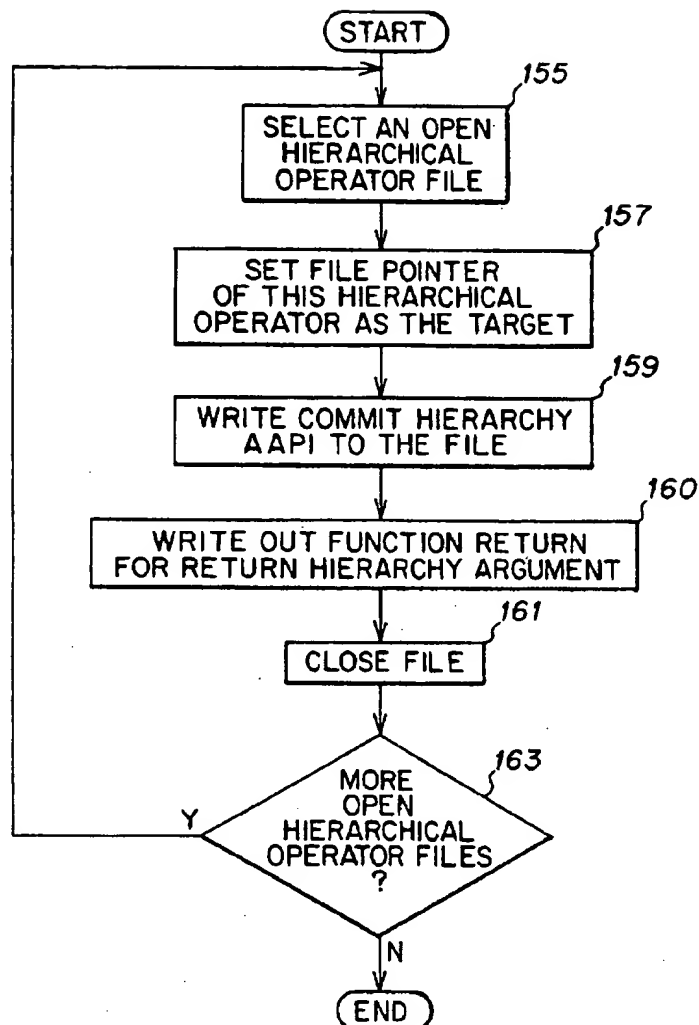 START
155
SELECT AN OPEN
HIERARCHICAL
OPERATOR FILE
157
SET FILE POINTER
OF THIS HIERARCHICAL
OPERATOR AS THE TARGET
159
WRITE COMMIT HIERARCHY
AAPI TO THE FILE
160
WRITE OUT FUNCTION RETURN
FOR RETURN HIERARCHY ARGUMENT
161
CLOSE FILE
163
MORE
OPEN
HIERARCHICAL
OPERATOR FILES
?
Y
N
END